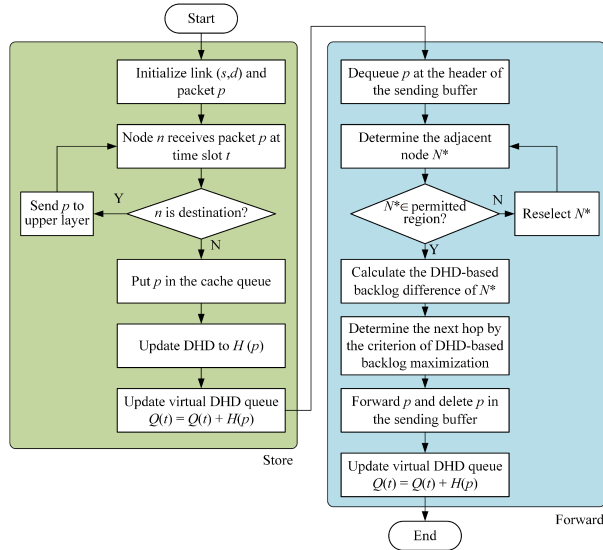 Start
Initialize link (s,d) and
packet p
Node n receives packet p at
time slot t
n is destination?
Y
Send p to
upper layer
N
Put p in the cache queue
Update DHD to H (p)
Update virtual DHD queue
Q(t) = Q(t) + H(p)
Store
Dequeue p at the header of
the sending buffer
Determine the adjacent
node N*
N*∈ permitted
region?
N
Reselect N*
Y
Calculate the DHD-based
backlog difference of N*
Determine the next hop by
the criterion of DHD-based
backlog maximization
Forward p and delete p in
the sending buffer
Update virtual DHD queue
Q(t) = Q(t) + H(p)
Forward
End